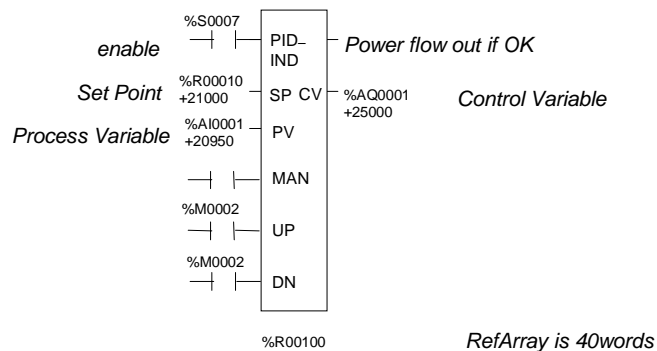 %S0007
enable
PID–
IND
Power flow out if OK
Set Point
%R00010
+21000
SP CV
%AQ0001
+25000
Control Variable
Process Variable
%AI0001
+20950
PV
MAN
%M0002
UP
%M0002
DN
%R00100
RefArray is 40words